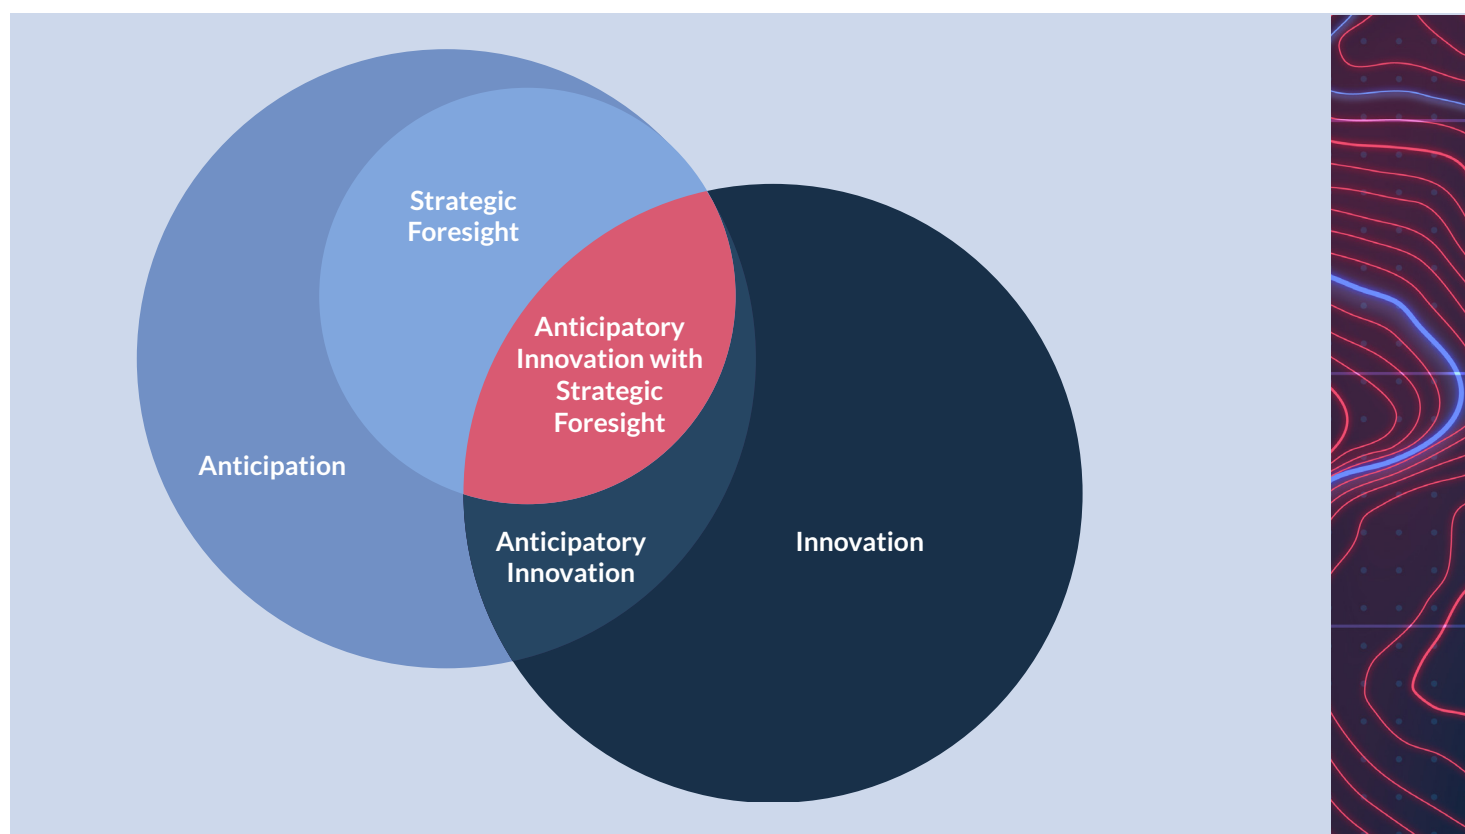 Strategic
Foresight
Anticipatory
Innovation with
Strategic
Foresight
Anticipation
Anticipatory
Innovation
Innovation